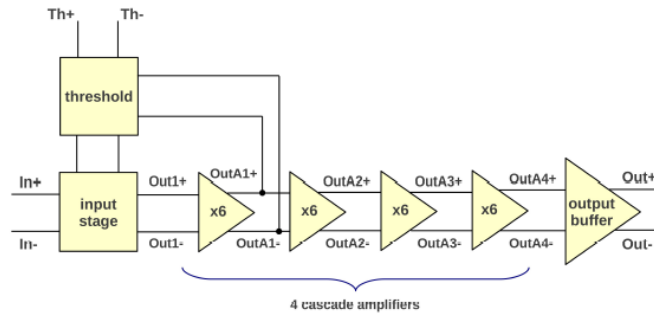 Th+ Th-
threshold
In+ Out1+ OutA1+ OutA2+ OutA3+ OutA4+ Out+
input
stage
x6 x6 x6 x6
output
buffer
In- Out1- OutA1- OutA2- OutA3- OutA4- Out-
4 cascade amplifiers